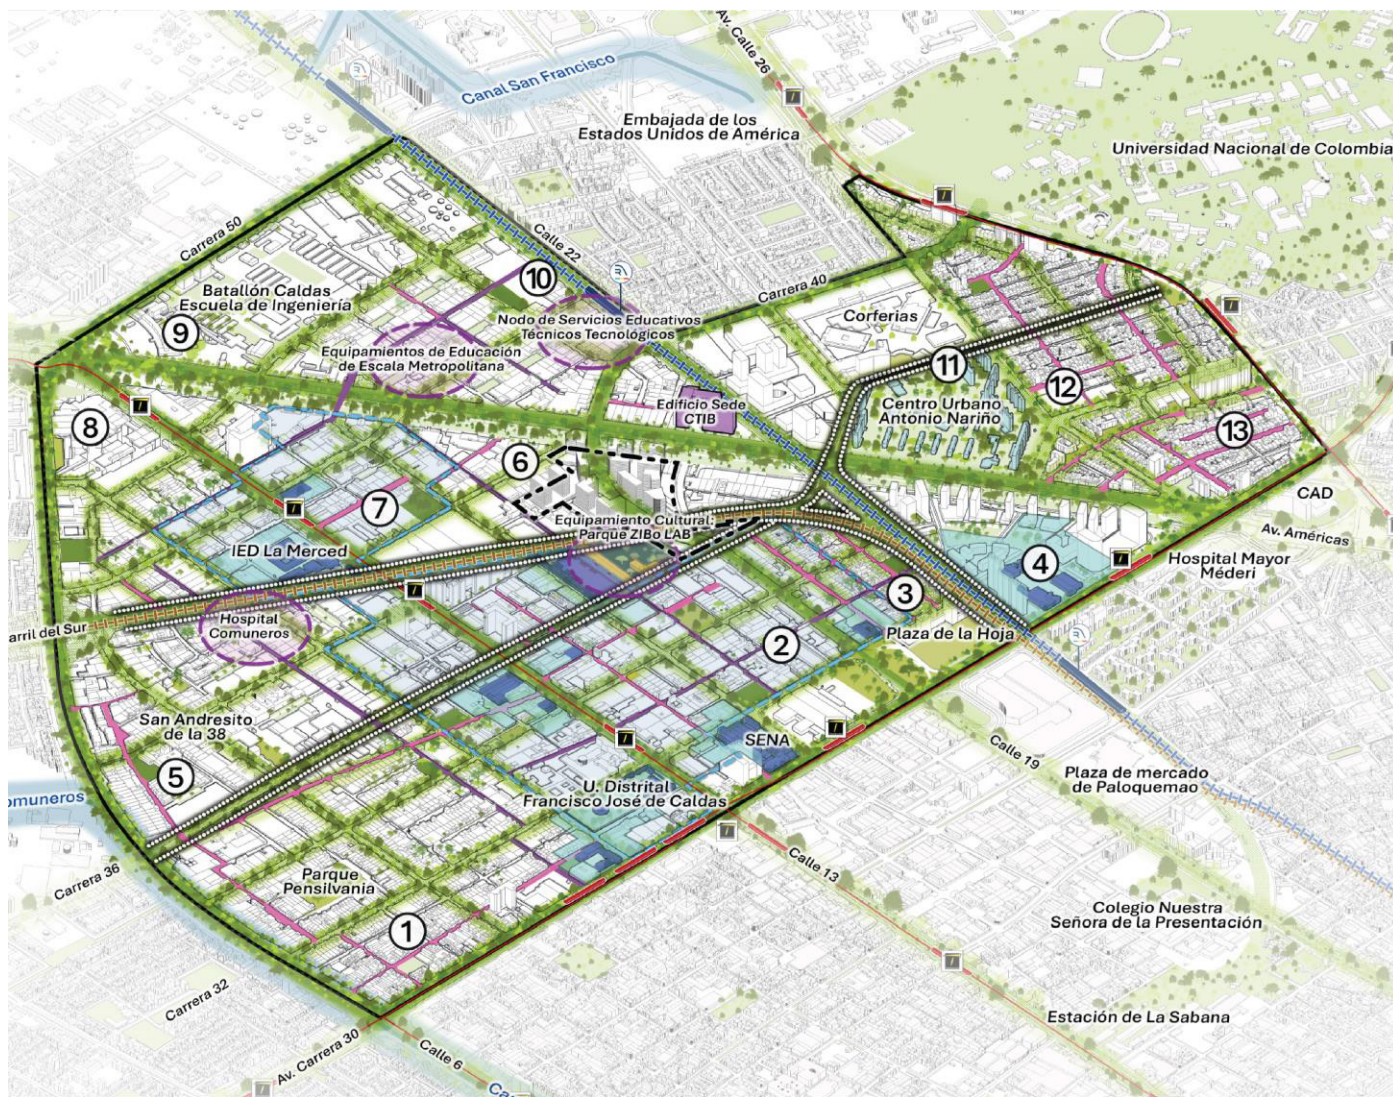 Av. Calle 26
Canal San Francisco
Embajada de los
Estados Unidos de América
Universidad Nacional de Colombia
Carrera 50
Calle 22
10
Batallón Caldas
Escuela de Ingeniería
Carrera 40
9
Nodo de Servicios Educativos
Técnicos Tecnológicos
Corferias
Equipamientos de Educación
de Escala Metropolitana
11
12
Edificio Sede
CTIB
Centro Urbano
Antonio Nariño
8
13
6
7
CAD
Av. Américas
Equipamiento Cultural:
Parque ZIBo LAB
IED La Merced
4
Hospital Mayor
Méderi
3
arril del Sur
Hospital
Comuneros
Plaza de la Hoja
2
San Andresito
de la 38
SENA
Calle 19
5
Plaza de mercado
de Paloquemao
omuneros
U. Distrital
Francisco José de Caldas
Carrera 36
Calle 13
Parque
Pensilvania
Colegio Nuestra
Señora de la Presentación
1
Carrera 32
Estación de La Sabana
Av. Carrera 30
Calle 6
Ca